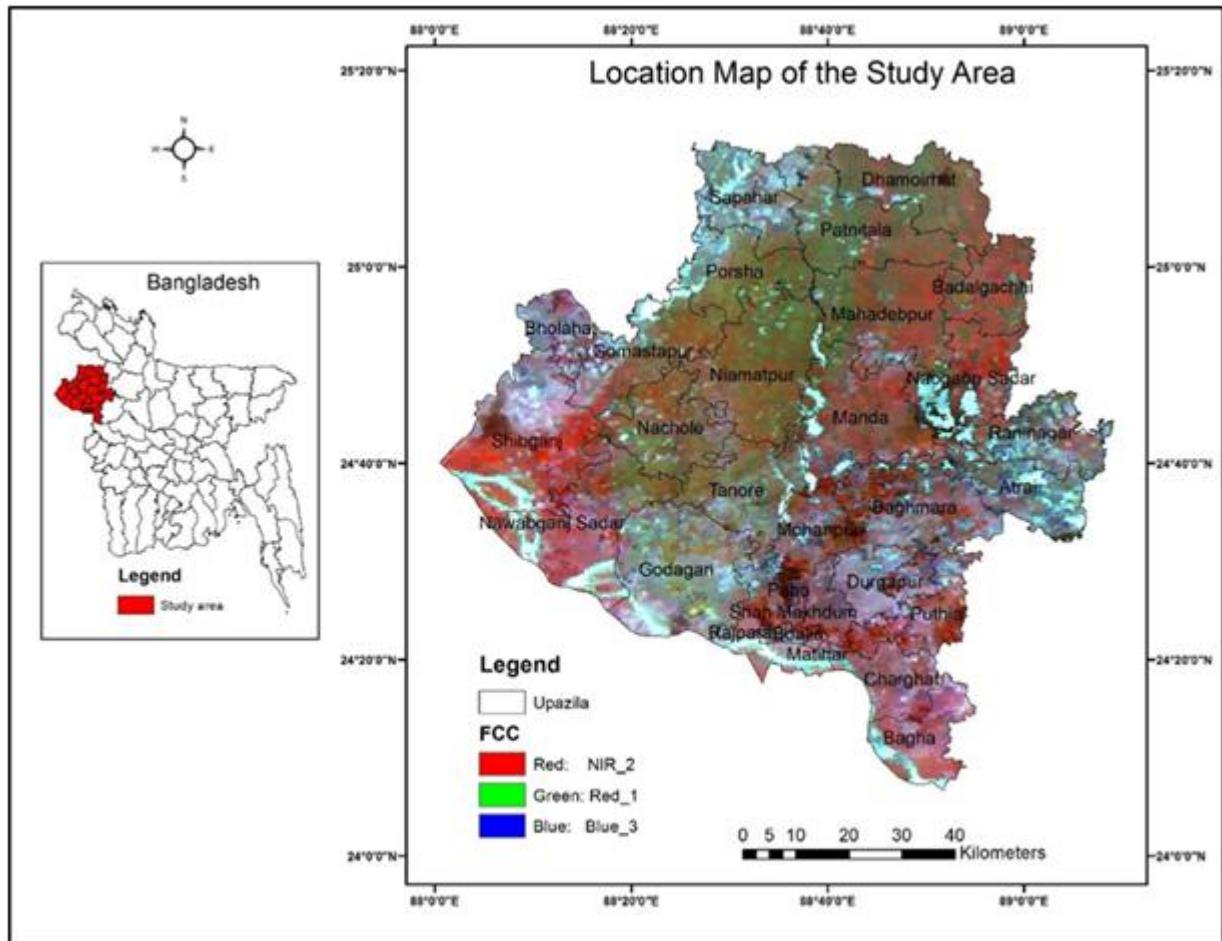 88°0'0"E 88°20'0"E 88°40'0"E 89°0'0"E
Location Map of the Study Area
25°20'0"N 25°20'0"N
N
W E
S
Dhamoirhat
Sapahar
Patnitala
25°0'0"N 25°0'0"N
Bangladesh
Porsha
Badalgachhi
Mahadebpur
Bholahat
Gomastapur
Niamatpur
Naogaon Sadar
Manda
Nachole
Raninagar
Shibganj
24°40'0"N 24°40'0"N
Tanore
Atrai
Baghmara
Nawabganj Sadar
Mohanpur
Godagari
Durgapur
Paba
Legend
Study area
Shah Makhdum
Puthia
Rajpara Boalia
Matihar
24°20'0"N 24°20'0"N
Charghat
Legend
Upazila
Bagha
FCC
Red: NIR_2
Green: Red_1
Blue: Blue_3
0 5 10 20 30 40
Kilometers
24°0'0"N 24°0'0"N
88°0'0"E 88°20'0"E 88°40'0"E 89°0'0"E